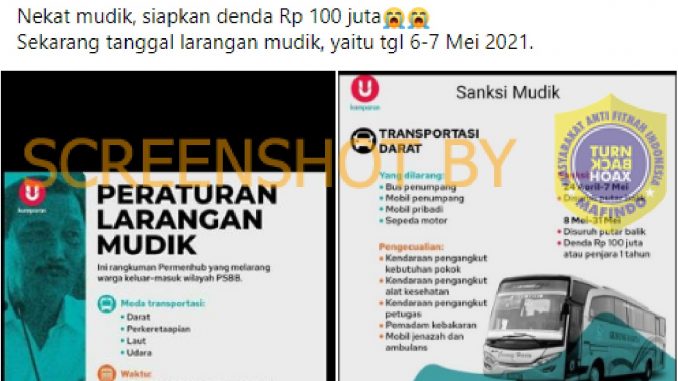 Nekat mudik, siapkan denda Rp 100 juta😭😭
Sekarang tanggal larangan mudik, yaitu tgl 6-7 Mei 2021.
SCREENSHOT BY
kumparan
PERATURAN
LARANGAN
MUDIK
Ini rangkuman Permenhub yang melarang
warga keluar-masuk wilayah PSBB.
Moda transportasi:
• Darat
• Perkeretaapian
• Laut
• Udara
Waktu:
kumparan
Sanksi Mudik
TRANSPORTASI
DARAT
Yang dilarang:
• Bus penumpang
• Mobil penumpang
• Mobil pribadi
• Sepeda motor
Pengecualian:
• Kendaraan pengangkut
kebutuhan pokok
• Kendaraan pengangkut
alat kesehatan
• Kendaraan pengangkut
petugas
• Pemadam kebakaran
• Mobil jenazah dan
ambulans
Sanksi
24 April-7 Mei
putar
8 Mei-31 Mei
• Disuruh putar balik
• Denda Rp 100 juta
atau penjara 1 tahun
MASYARAKAT ANTI FITNAH INDONESIA
TURN
BACK
HOAX
MAFINDO